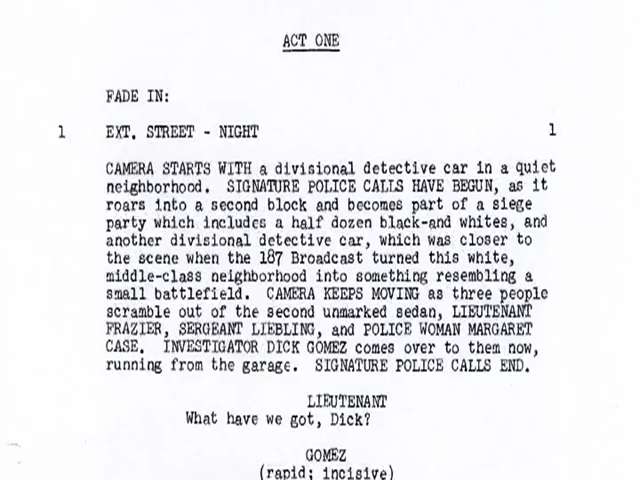 ACT ONE
FADE IN:
1 EXT. STREET - NIGHT 1
CAMERA STARTS WITH a divisional detective car in a quiet
neighborhood. SIGNATURE POLICE CALLS HAVE BEGUN, as it
roars into a second block and becomes part of a siege
party which includes a half dozen black-and whites, and
another divisional detective car, which was closer to
the scene when the 187 Broadcast turned this white,
middle-class neighborhood into something resembling a
small battlefield. CAMERA KEEPS MOVING as three people
scramble out of the second unmarked sedan, LIEUTENANT
FRAZIER, SERGEANT LIEBLING, and POLICE WOMAN MARGARET
CASE. INVESTIGATOR DICK GOMEZ comes over to them now,
running from the garage. SIGNATURE POLICE CALLS END.
LIEUTENANT
What have we got, Dick?
GOMEZ
(rapid; incisive)